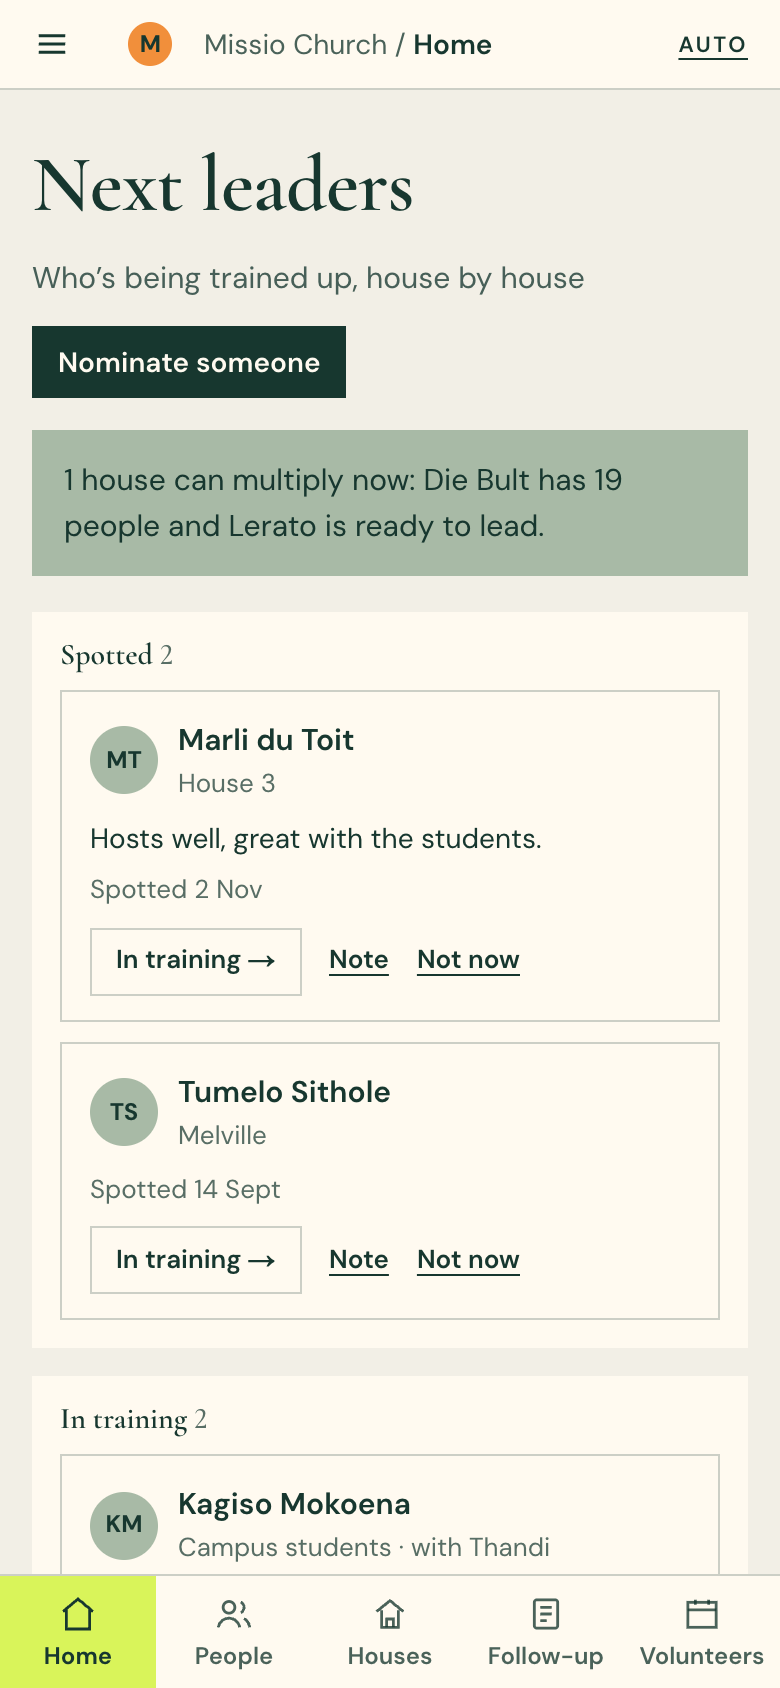 M Missio Church / Home AUTO
Next leaders
Who’s being trained up, house by house
Nominate someone
1 house can multiply now: Die Bult has 19
people and Lerato is ready to lead.
Spotted 2
MT Marli du Toit
House 3
Hosts well, great with the students.
Spotted 2 Nov
In training → Note Not now
TS Tumelo Sithole
Melville
Spotted 14 Sept
In training → Note Not now
In training 2
KM Kagiso Mokoena
Campus students · with Thandi
Home People Houses Follow-up Volunteers